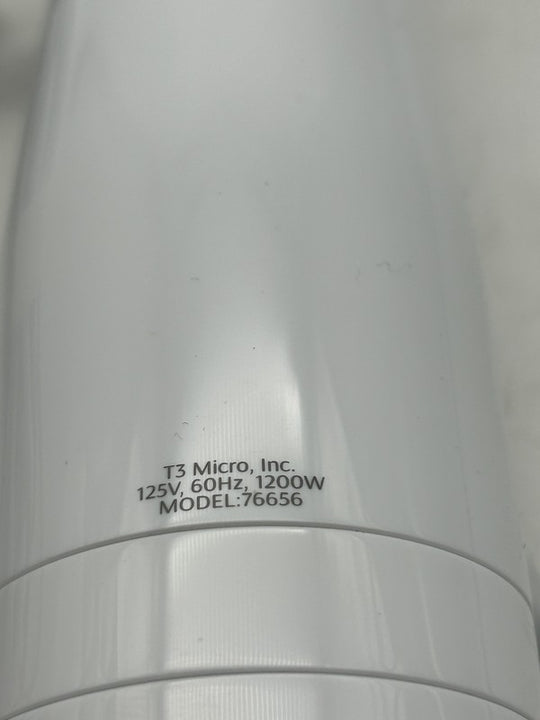 T3 Micro, Inc.
125V, 60Hz, 1200W
MODEL:76656